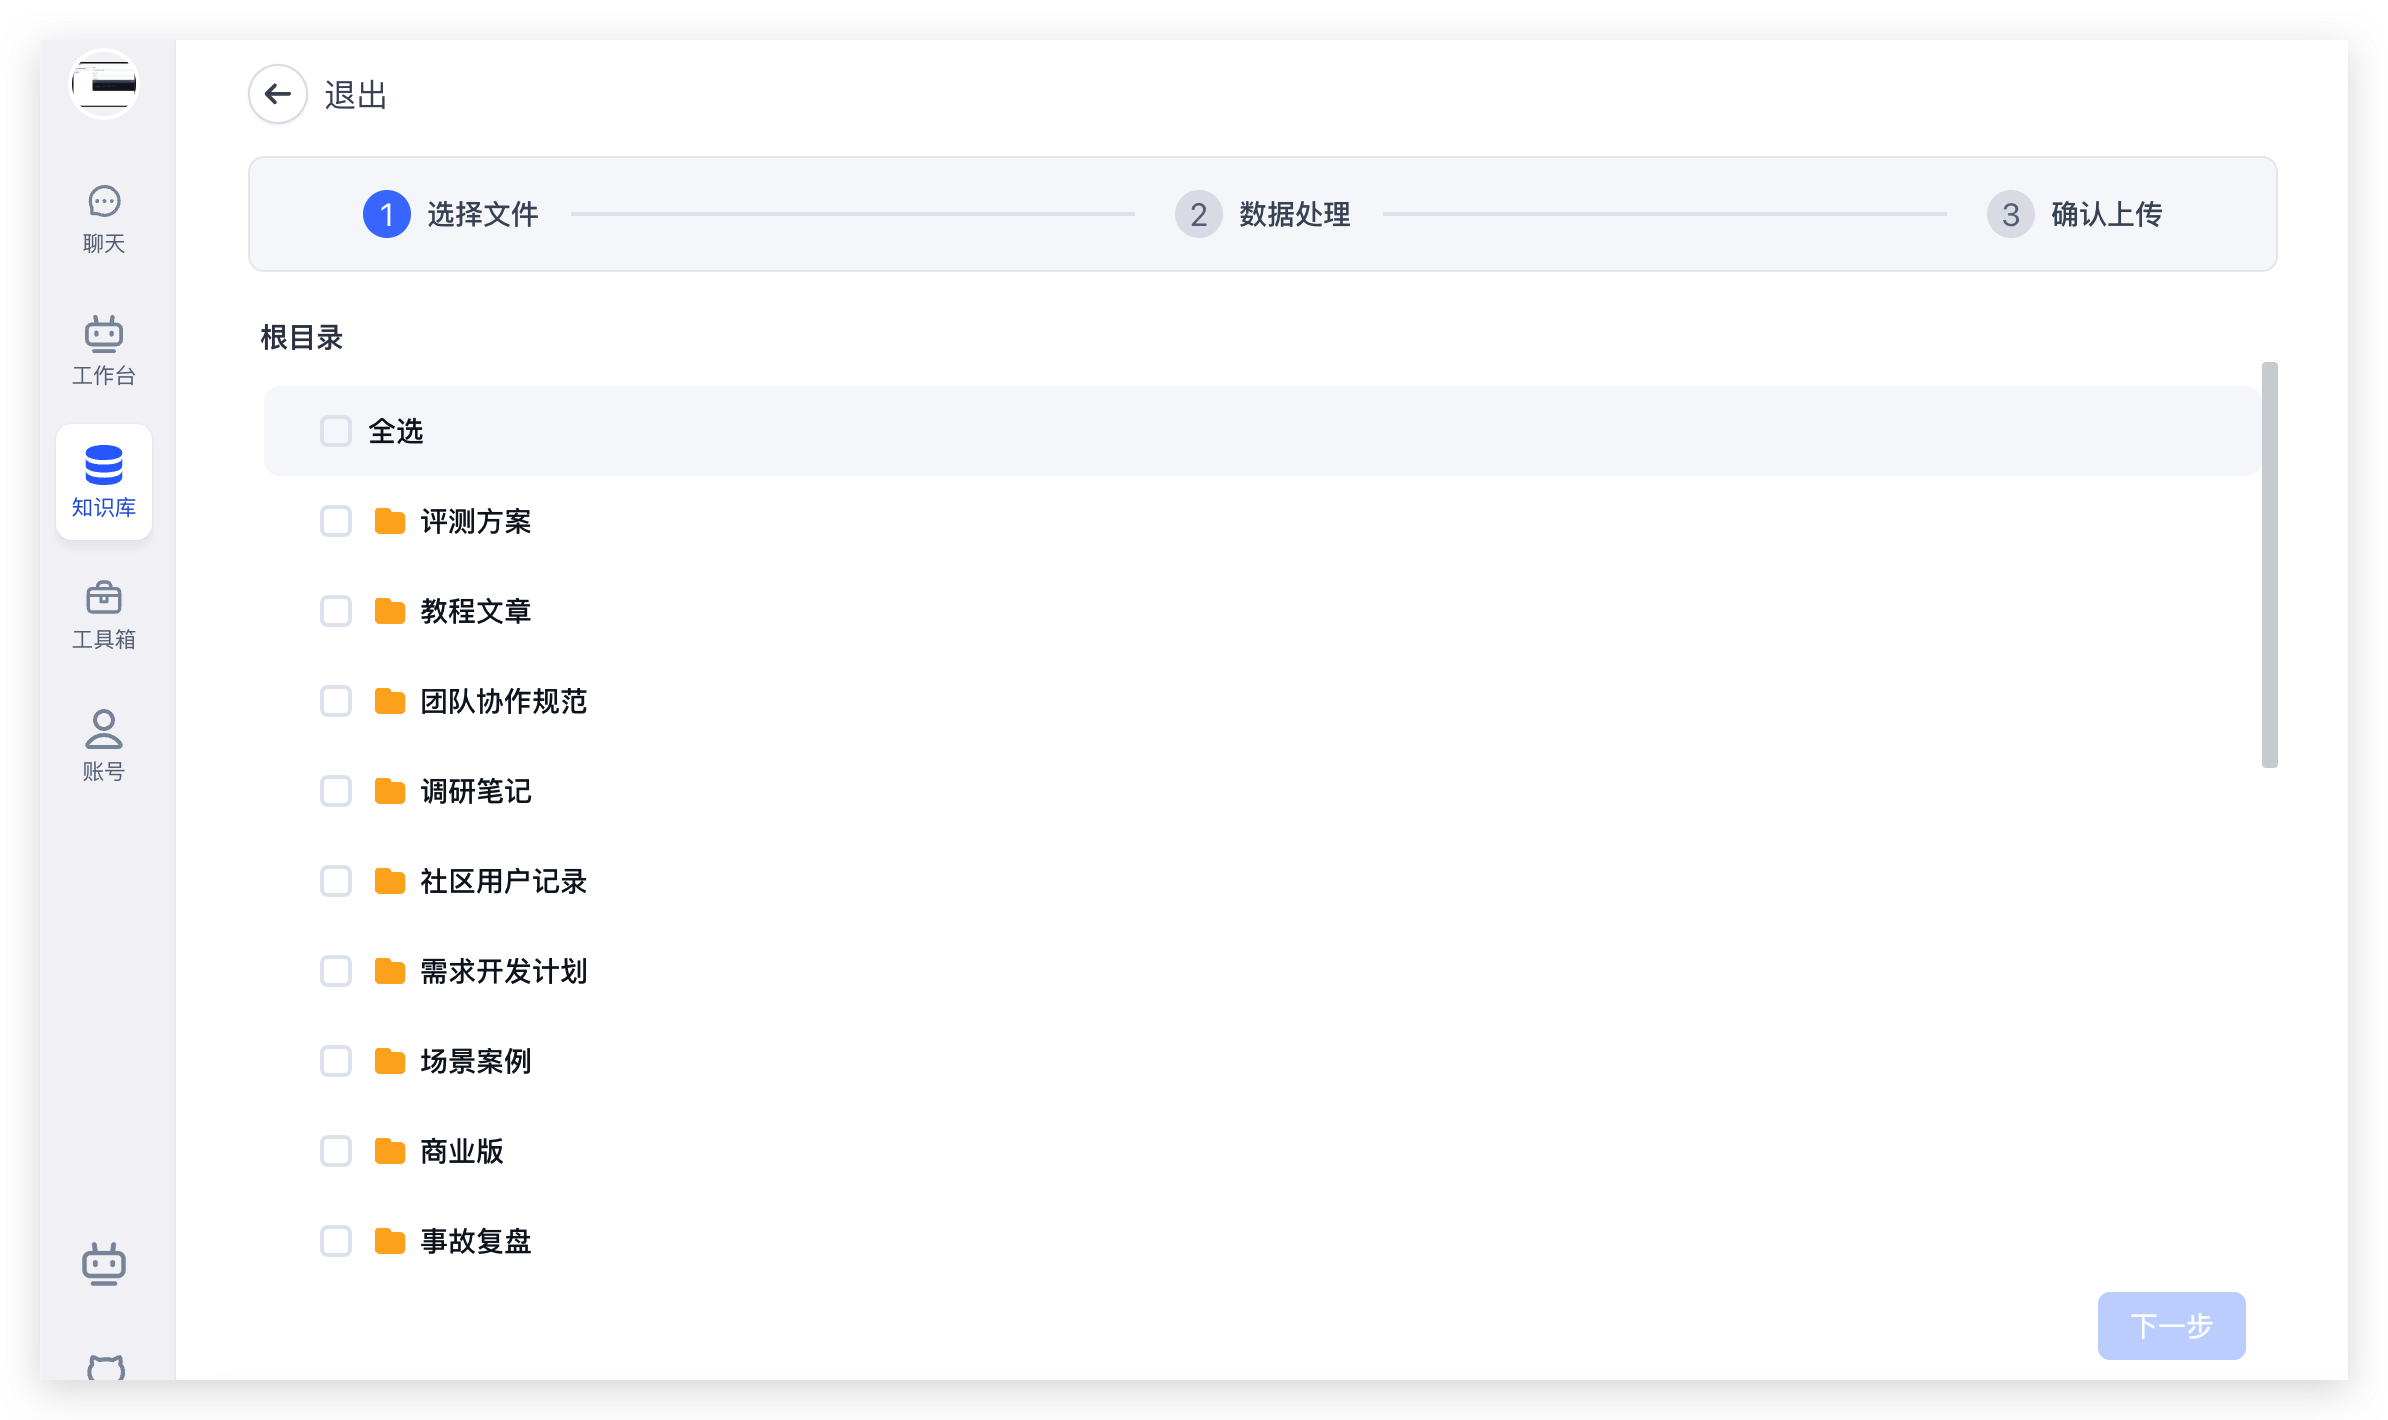 退出
1 选择文件
2 数据处理
3 确认上传
聊天
工作台
知识库
工具箱
账号
根目录
全选
评测方案
教程文章
团队协作规范
调研笔记
社区用户记录
需求开发计划
场景案例
商业版
事故复盘
下一步